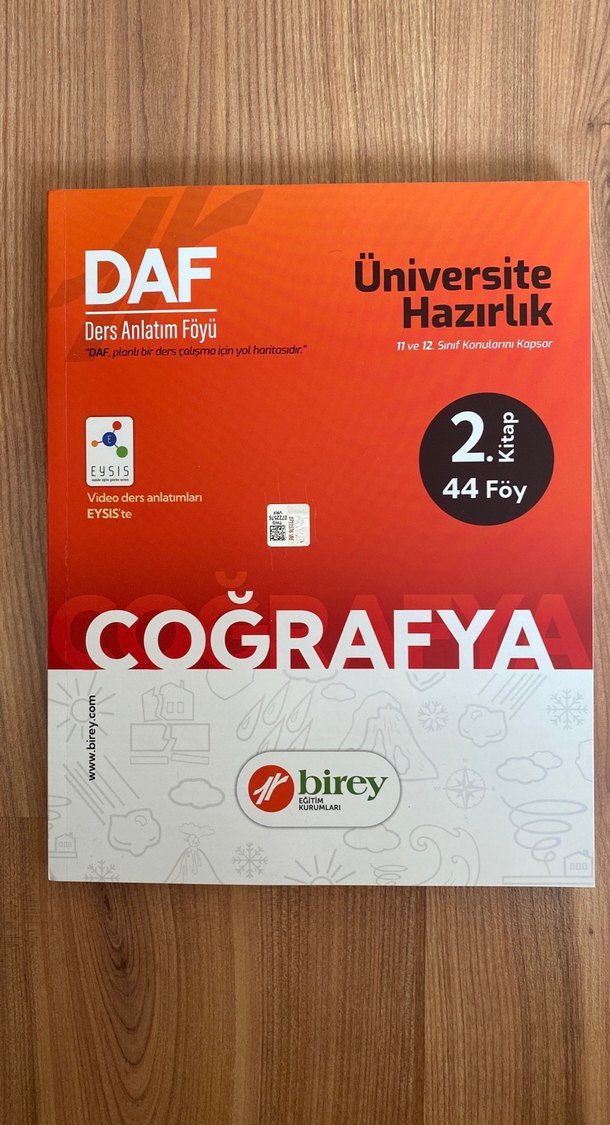 DAF
Ders Anlatım Föyü
"DAF, planlı bir ders çalışma için yol haritasıdır."
Üniversite
Hazırlık
11 ve 12. Sınıf Konularını Kapsar
2. Kitap
44 Föy
EYSIS
Video ders anlatımları
EYSIS'te
COĞRAFYA
www.birey.com
birey
EĞİTİM
KURUMLARI